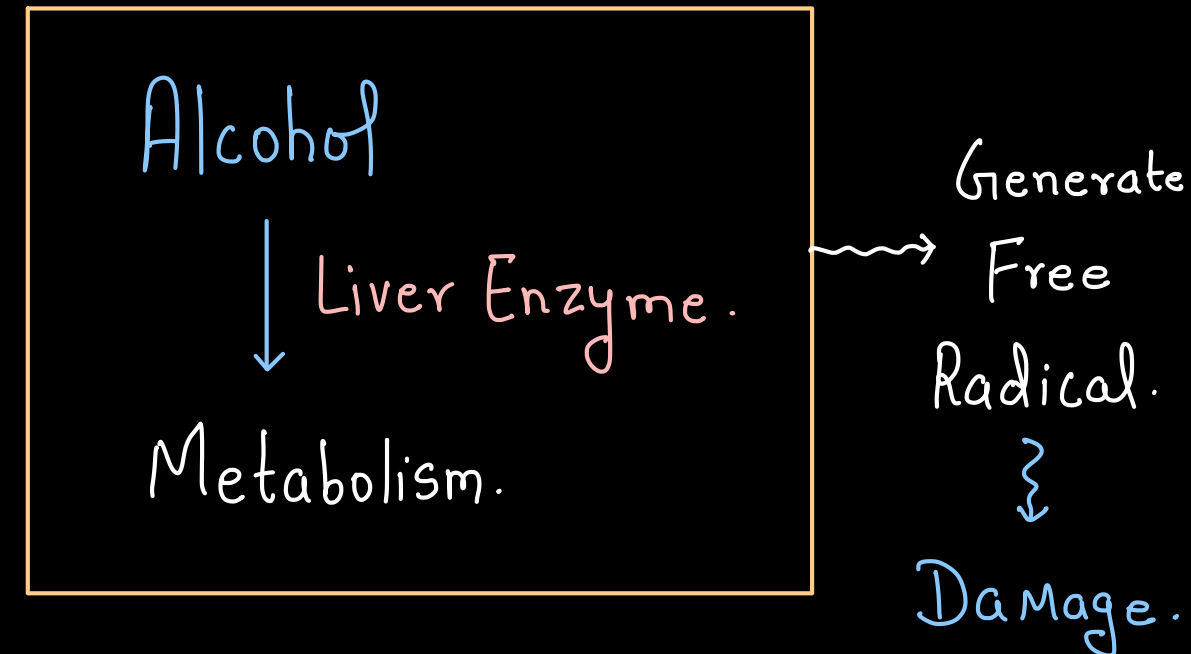 Alcohol
Liver Enzyme.
Metabolism.
Generate
Free
Radical.
Damage.